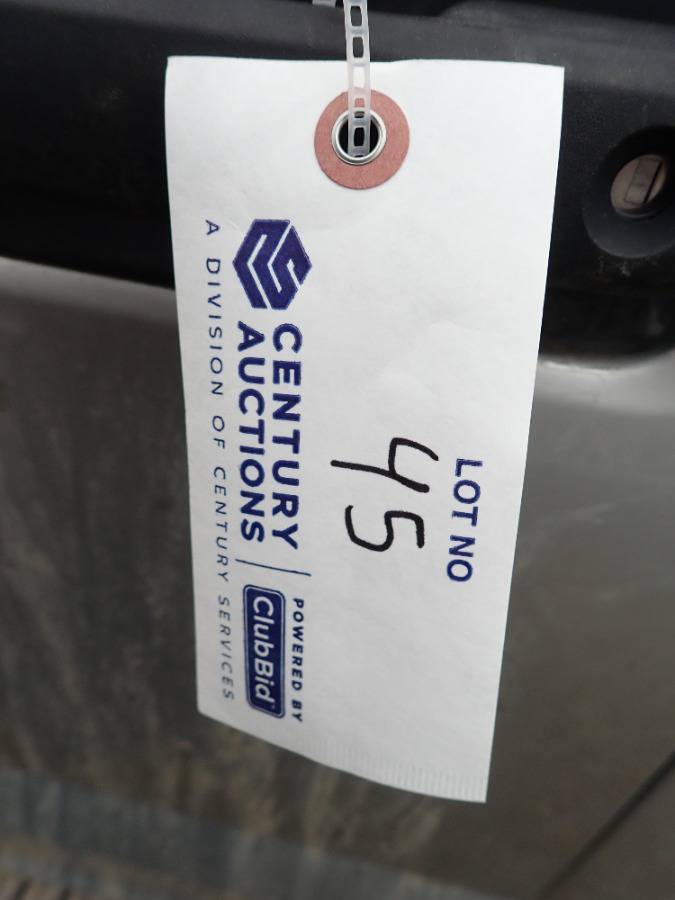 LOT NO
45
CENTURY
AUCTIONS
POWERED BY
ClubBid
A DIVISION OF CENTURY SERVICES